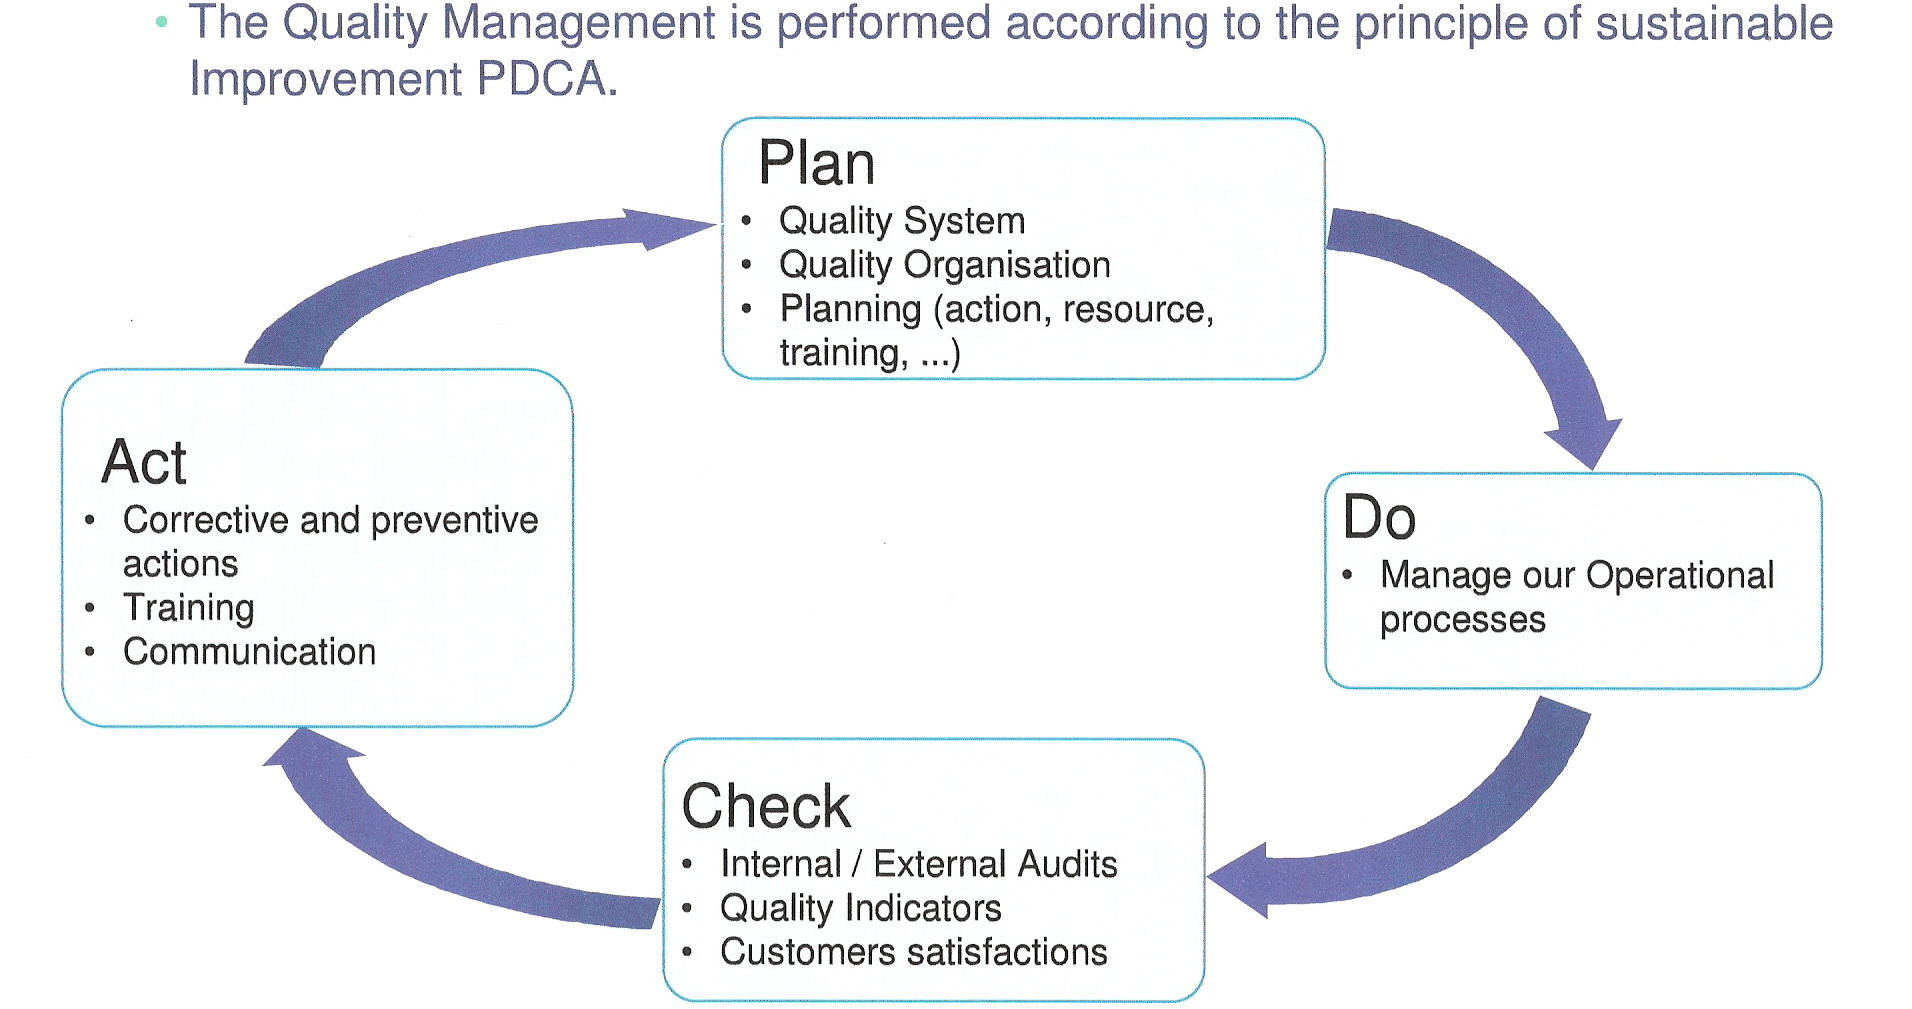 • The Quality Management is performed according to the principle of sustainable
Improvement PDCA.
Plan
• Quality System
• Quality Organisation
• Planning (action, resource,
training, ...)
Do
• Manage our Operational
processes
Check
• Internal / External Audits
• Quality Indicators
• Customers satisfactions
Act
• Corrective and preventive
actions
• Training
• Communication